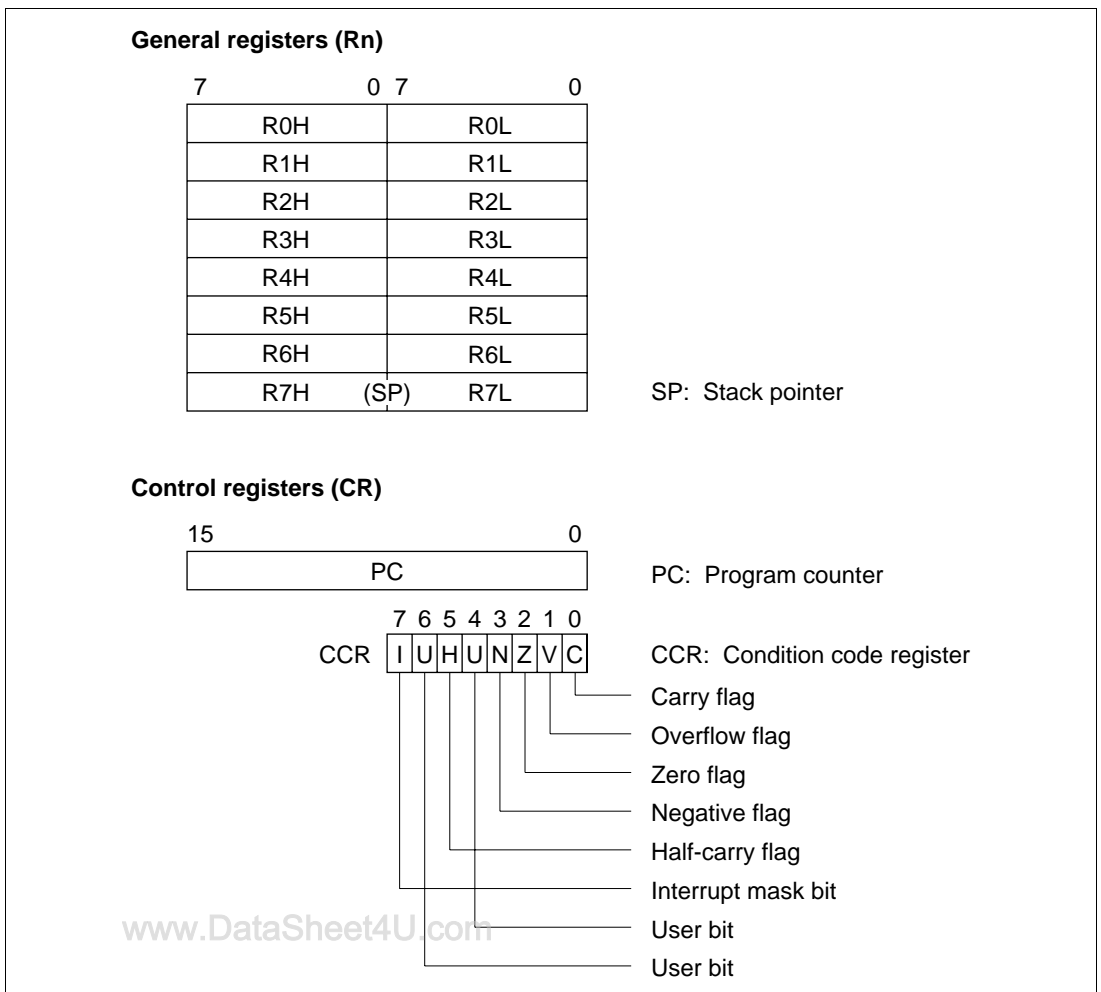 General registers (Rn)
7 0 7 0
R0H R0L
R1H R1L
R2H R2L
R3H R3L
R4H R4L
R5H R5L
R6H R6L
R7H (SP) R7L SP: Stack pointer
Control registers (CR)
15 0
PC PC: Program counter
7 6 5 4 3 2 1 0
CCR I U H U N Z V C CCR: Condition code register
Carry flag
Overflow flag
Zero flag
Negative flag
Half-carry flag
Interrupt mask bit
www.DataSheet4U.com User bit
User bit